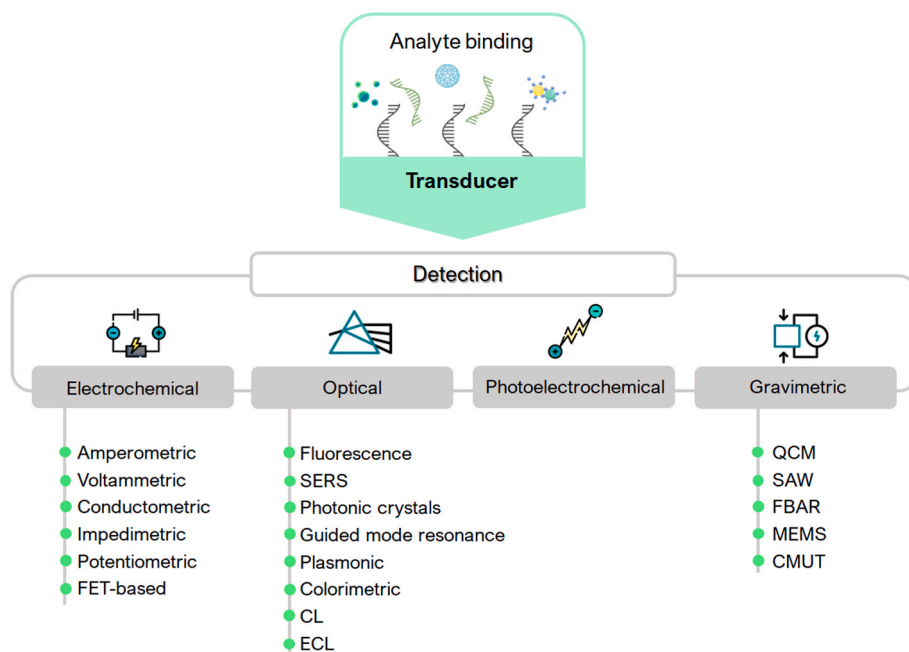 Analyte binding
Transducer
Detection
Electrochemical
Optical
Photoelectrochemical
Gravimetric
Amperometric
Voltammetric
Conductometric
Impedimetric
Potentiometric
FET-based
Fluorescence
SERS
Photonic crystals
Guided mode resonance
Plasmonic
Colorimetric
CL
ECL
QCM
SAW
FBAR
MEMS
CMUT